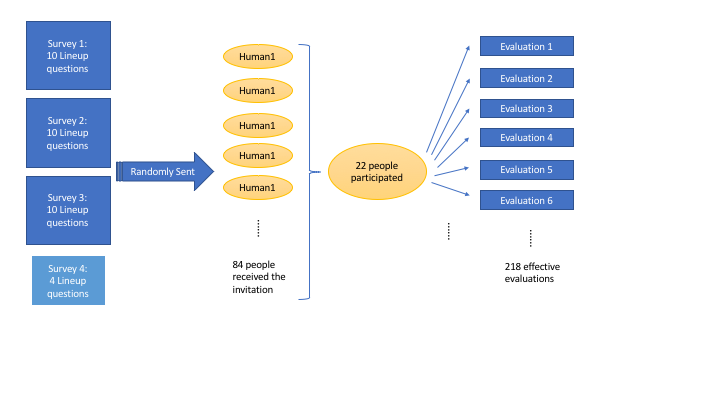 Survey 1:
10 Lineup
questions
Survey 2:
10 Lineup
questions
Survey 3:
10 Lineup
questions
Survey 4:
4 Lineup
questions
Randomly Sent
Human1
Human1
Human1
Human1
Human1
84 people
received the
invitation
22 people
participated
Evaluation 1
Evaluation 2
Evaluation 3
Evaluation 4
Evaluation 5
Evaluation 6
218 effective
evaluations